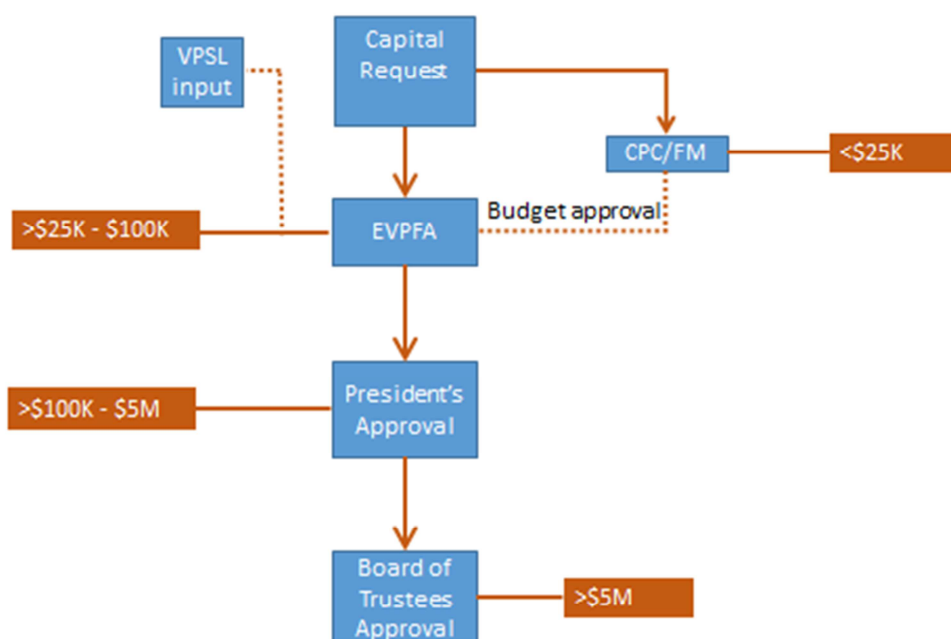 VPSL
input
Capital
Request
CPC/FM
<$25K
Budget approval
>$25K - $100K
EVPFA
>$100K - $5M
President's
Approval
Board of
Trustees
Approval
>$5M